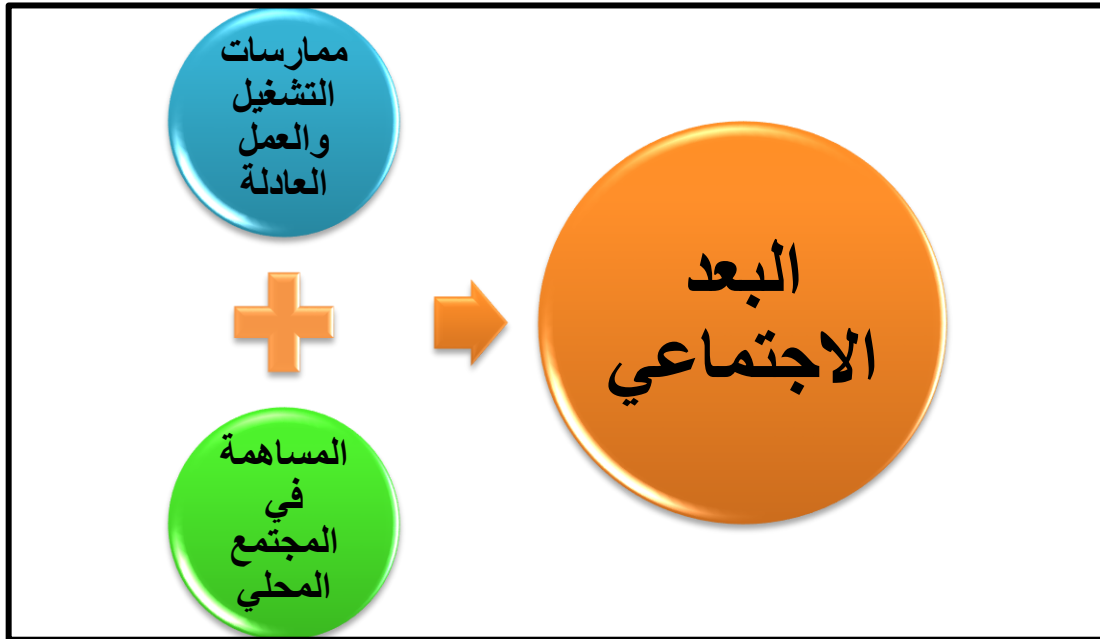 ممارسات
التشغيل
والعمل
العادلة
المساهمة
في
المجتمع
المحلي
البعد
الاجتماعي